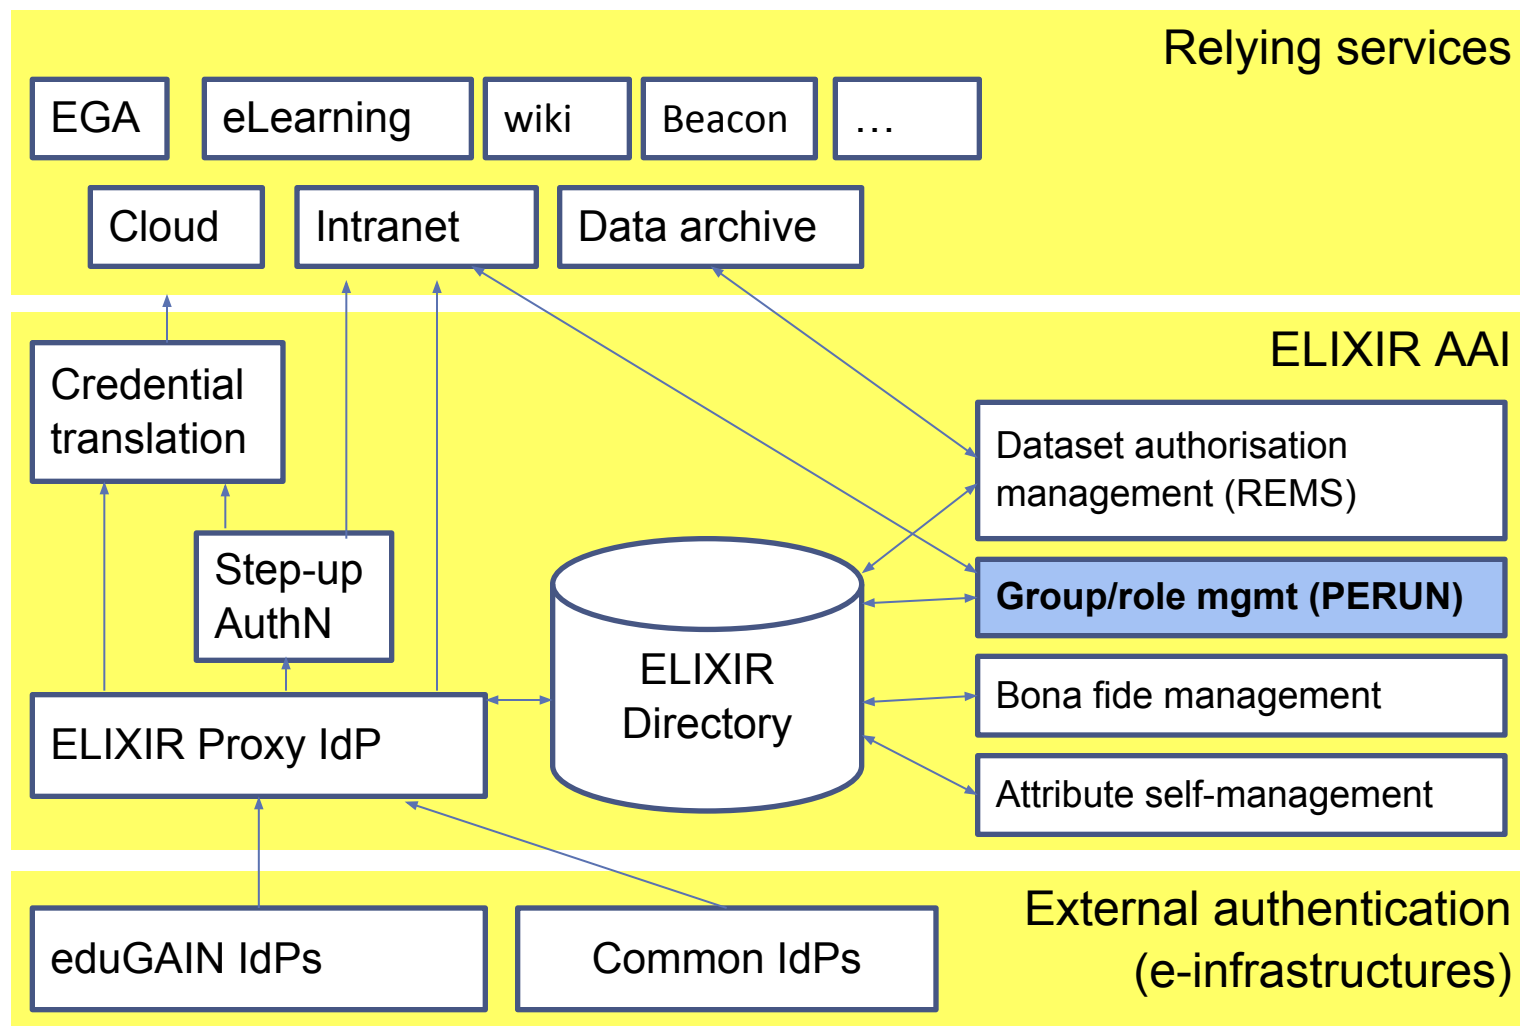 Relying services
EGA
eLearning
wiki
Beacon
…
Cloud
Intranet
Data archive
ELIXIR AAI
Credential
translation
Dataset authorisation
management (REMS)
Step-up
AuthN
Group/role mgmt (PERUN)
ELIXIR
Directory
Bona fide management
ELIXIR Proxy IdP
Attribute self-management
External authentication
(e-infrastructures)
eduGAIN IdPs
Common IdPs